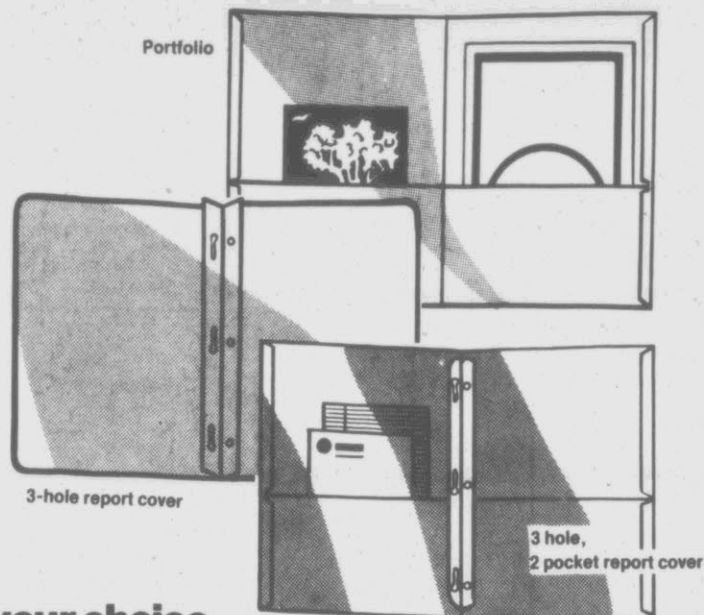 Portfolio
3-hole report cover
3 hole,
2 pocket report cover
your choice